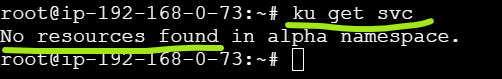 root@ip-192-168-0-73:~# ku get svc
No resources found in alpha namespace.
root@ip-192-168-0-73:~#